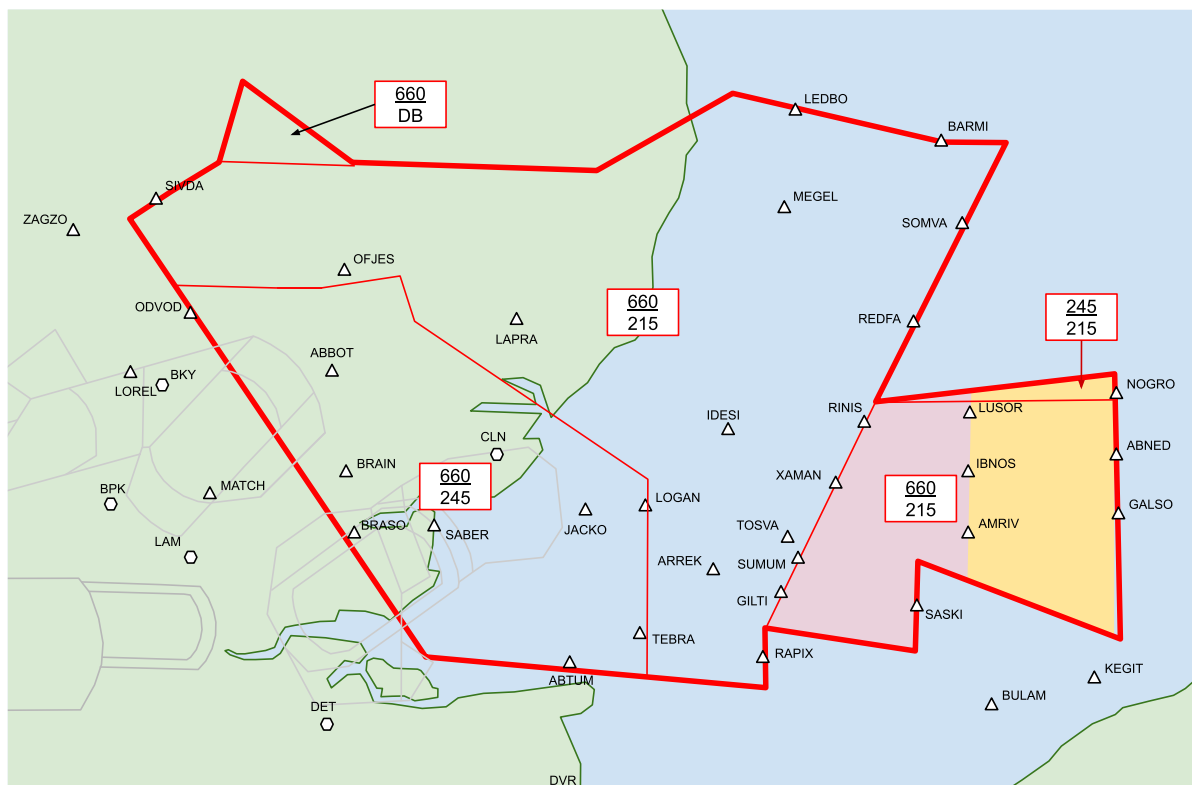 660
DB
LEDBO
BARMI
SIVDA
MEGEL
ZAGZO
SOMVA
OFJES
ODVOD
660
215
245
215
REDFA
LAPRA
ABBOT
BKY
LOREL
NOGRO
RINIS
LUSOR
IDESI
CLN
ABNED
BRAIN
IBNOS
XAMAN
660
245
660
215
BPK
MATCH
LOGAN
GALSO
JACKO
BRASO
SABER
TOSVA
AMRIV
LAM
ARREK
SUMUM
GILTI
SASKI
TEBRA
RAPIX
ABTUM
KEGIT
BULAM
DET
DVR